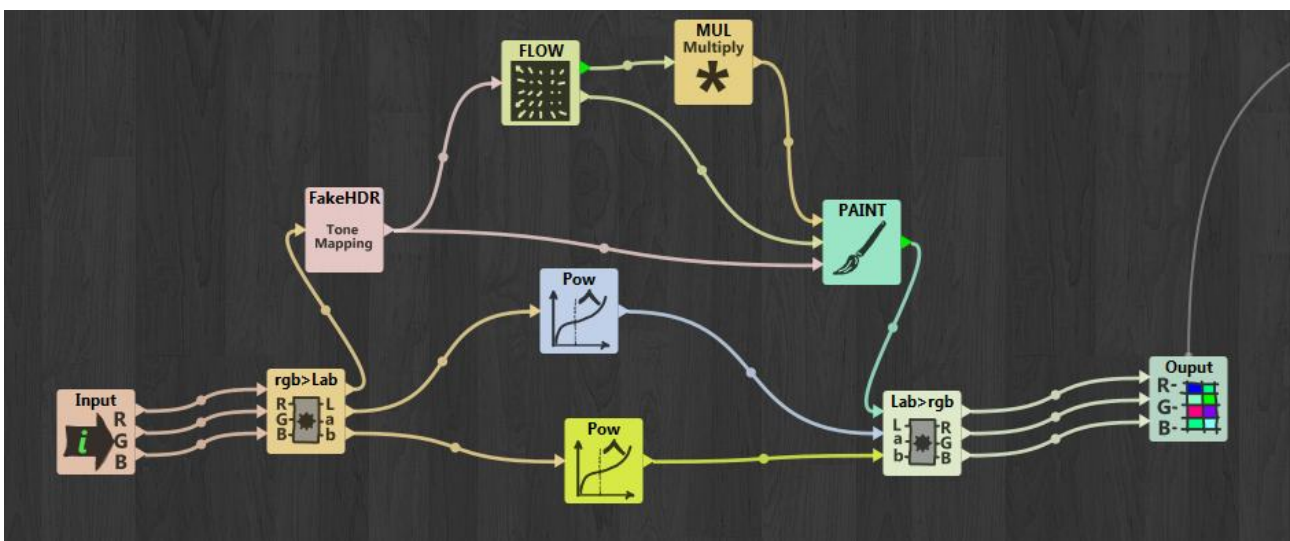 MUL
Multiply
*
FLOW
FakeHDR
Tone
Mapping
PAINT
Pow
Input
R
G
B
i
rgb>Lab
R L
G a
B b
Pow
Lab>rgb
L R
a G
b B
Ouput
R-
G-
B-